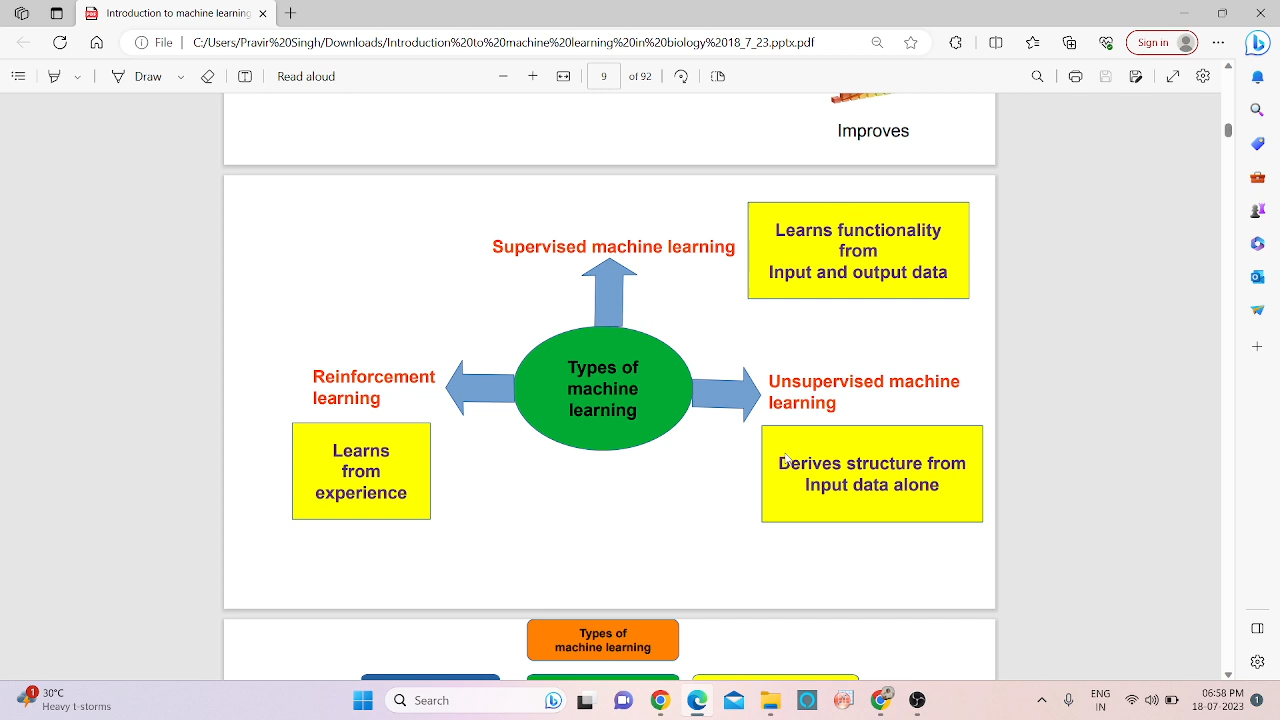 Introduction to machine learning
File
C:/Users/Pravir%20Singh/Downloads/Introduction%20to%20machine%20learning%20in%20biology%2018_7_23.pptx.pdf
Sign in
Draw
Read aloud
9
of 92
Improves
Supervised machine learning
Learns functionality
from
Input and output data
Types of
machine
learning
Reinforcement
learning
Learns
from
experience
Unsupervised machine
learning
Derives structure from
Input data alone
Types of
machine learning
1
30°C
Heavy t-storms
Search
ENG
IN
06:58 PM
18-07-2023
1